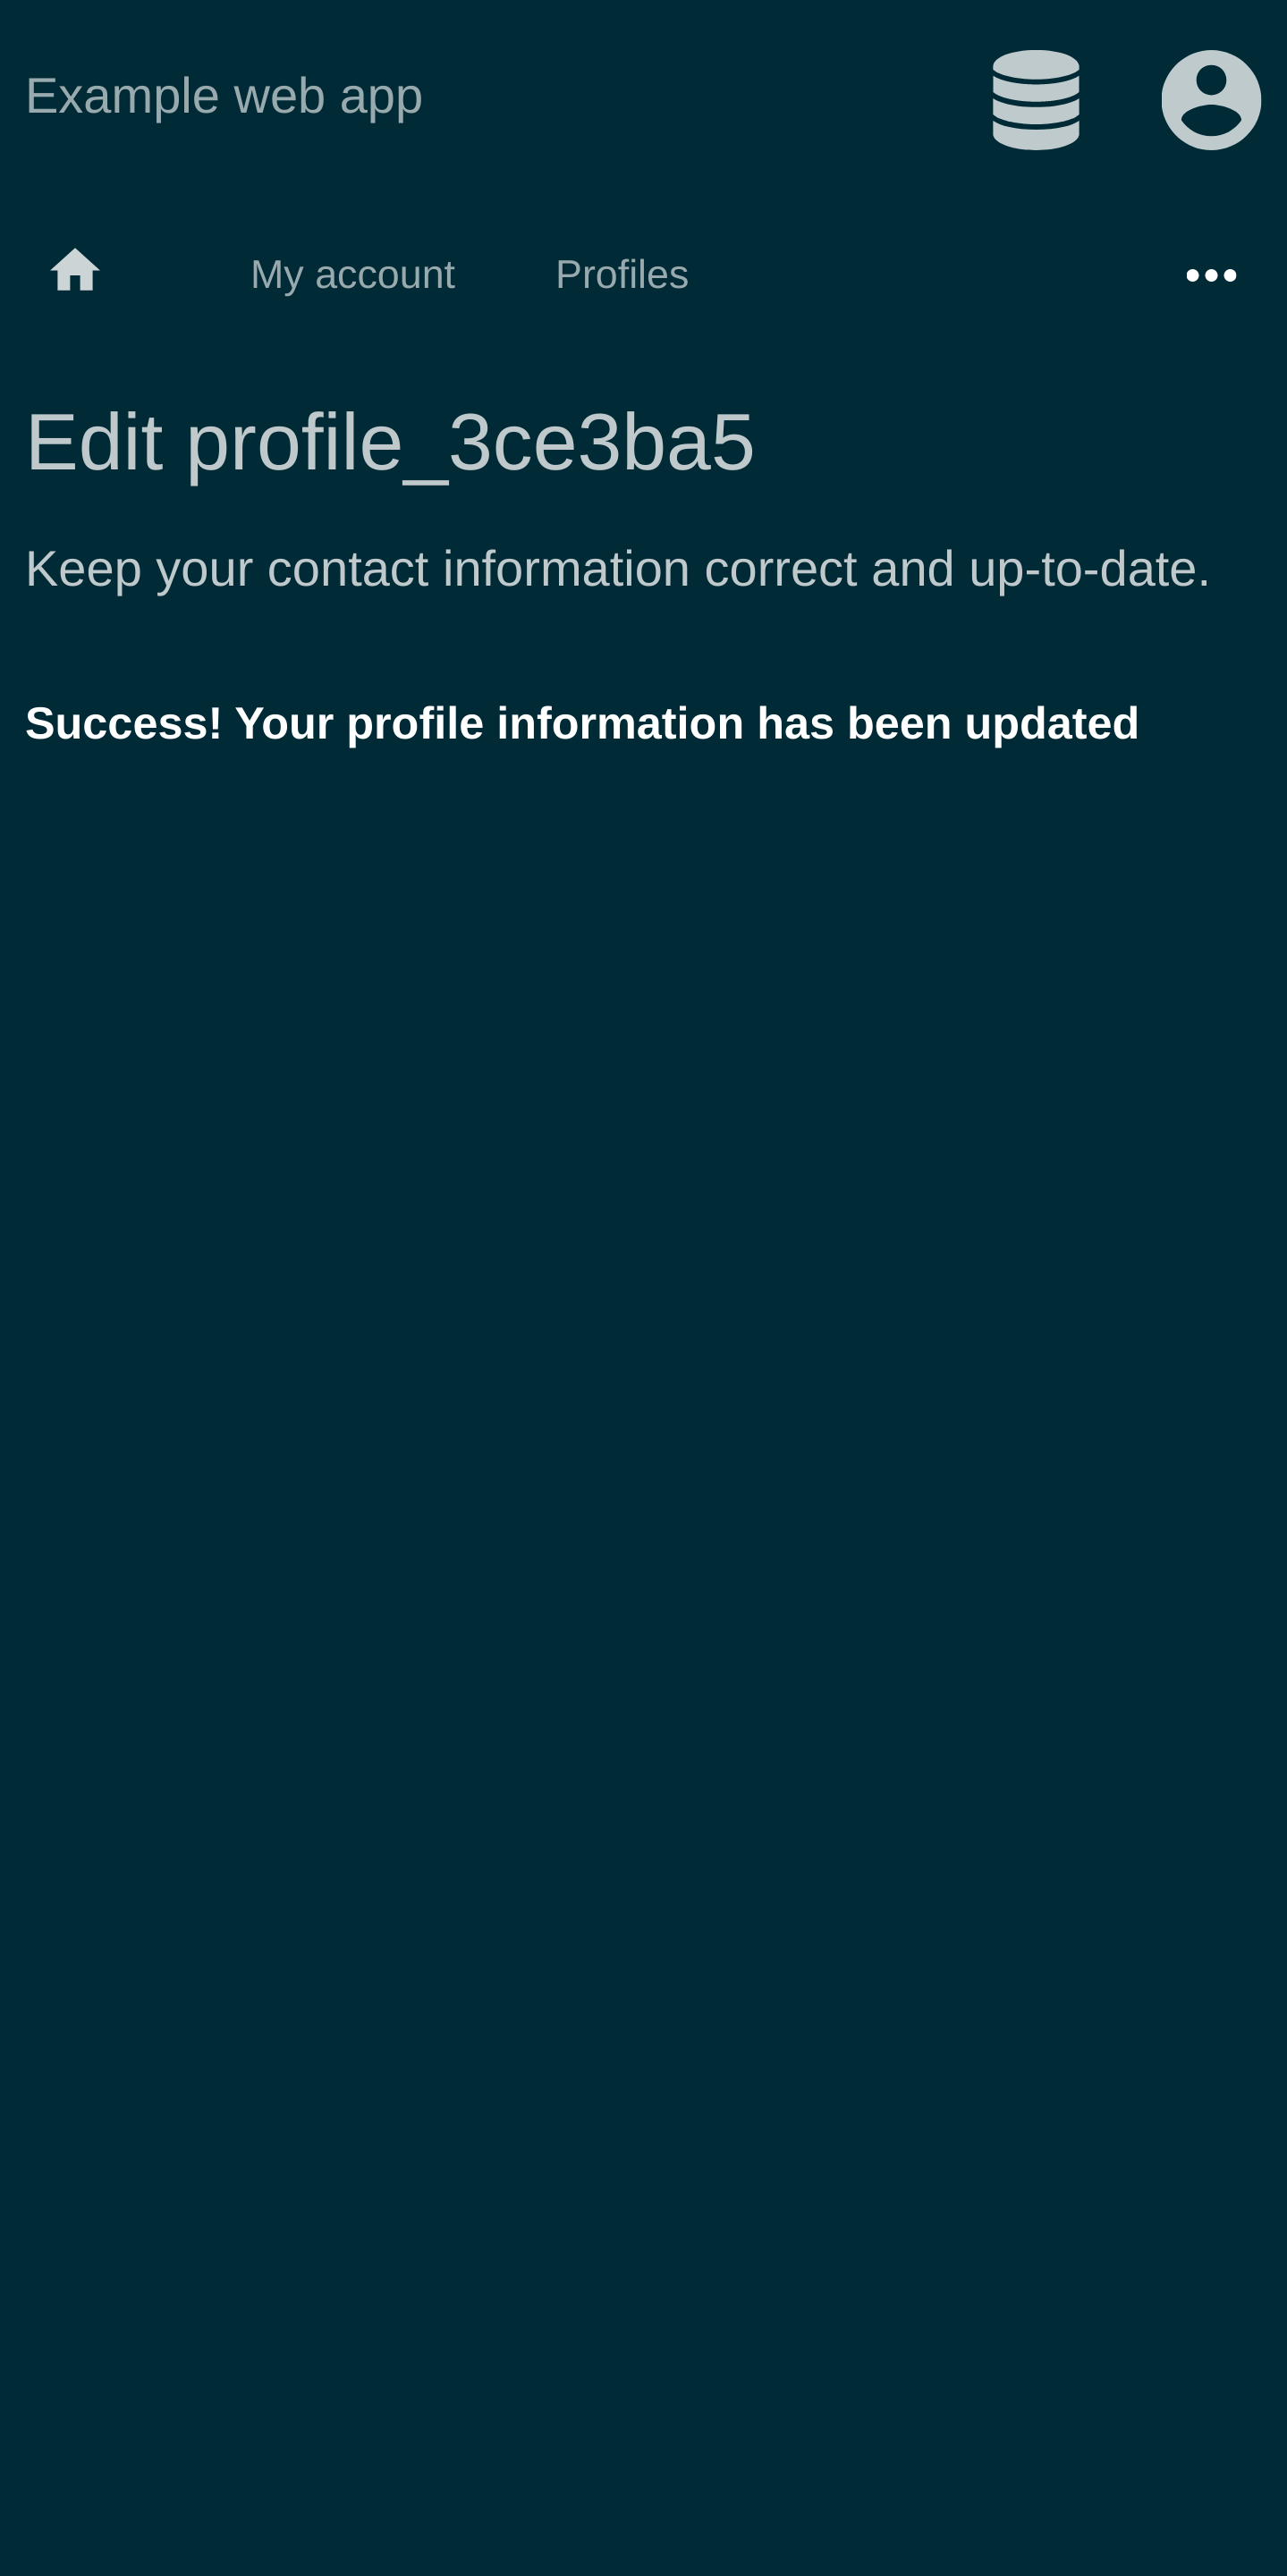 Example web app
My account Profiles
Edit profile_3ce3ba5
Keep your contact information correct and up-to-date.
Success! Your profile information has been updated